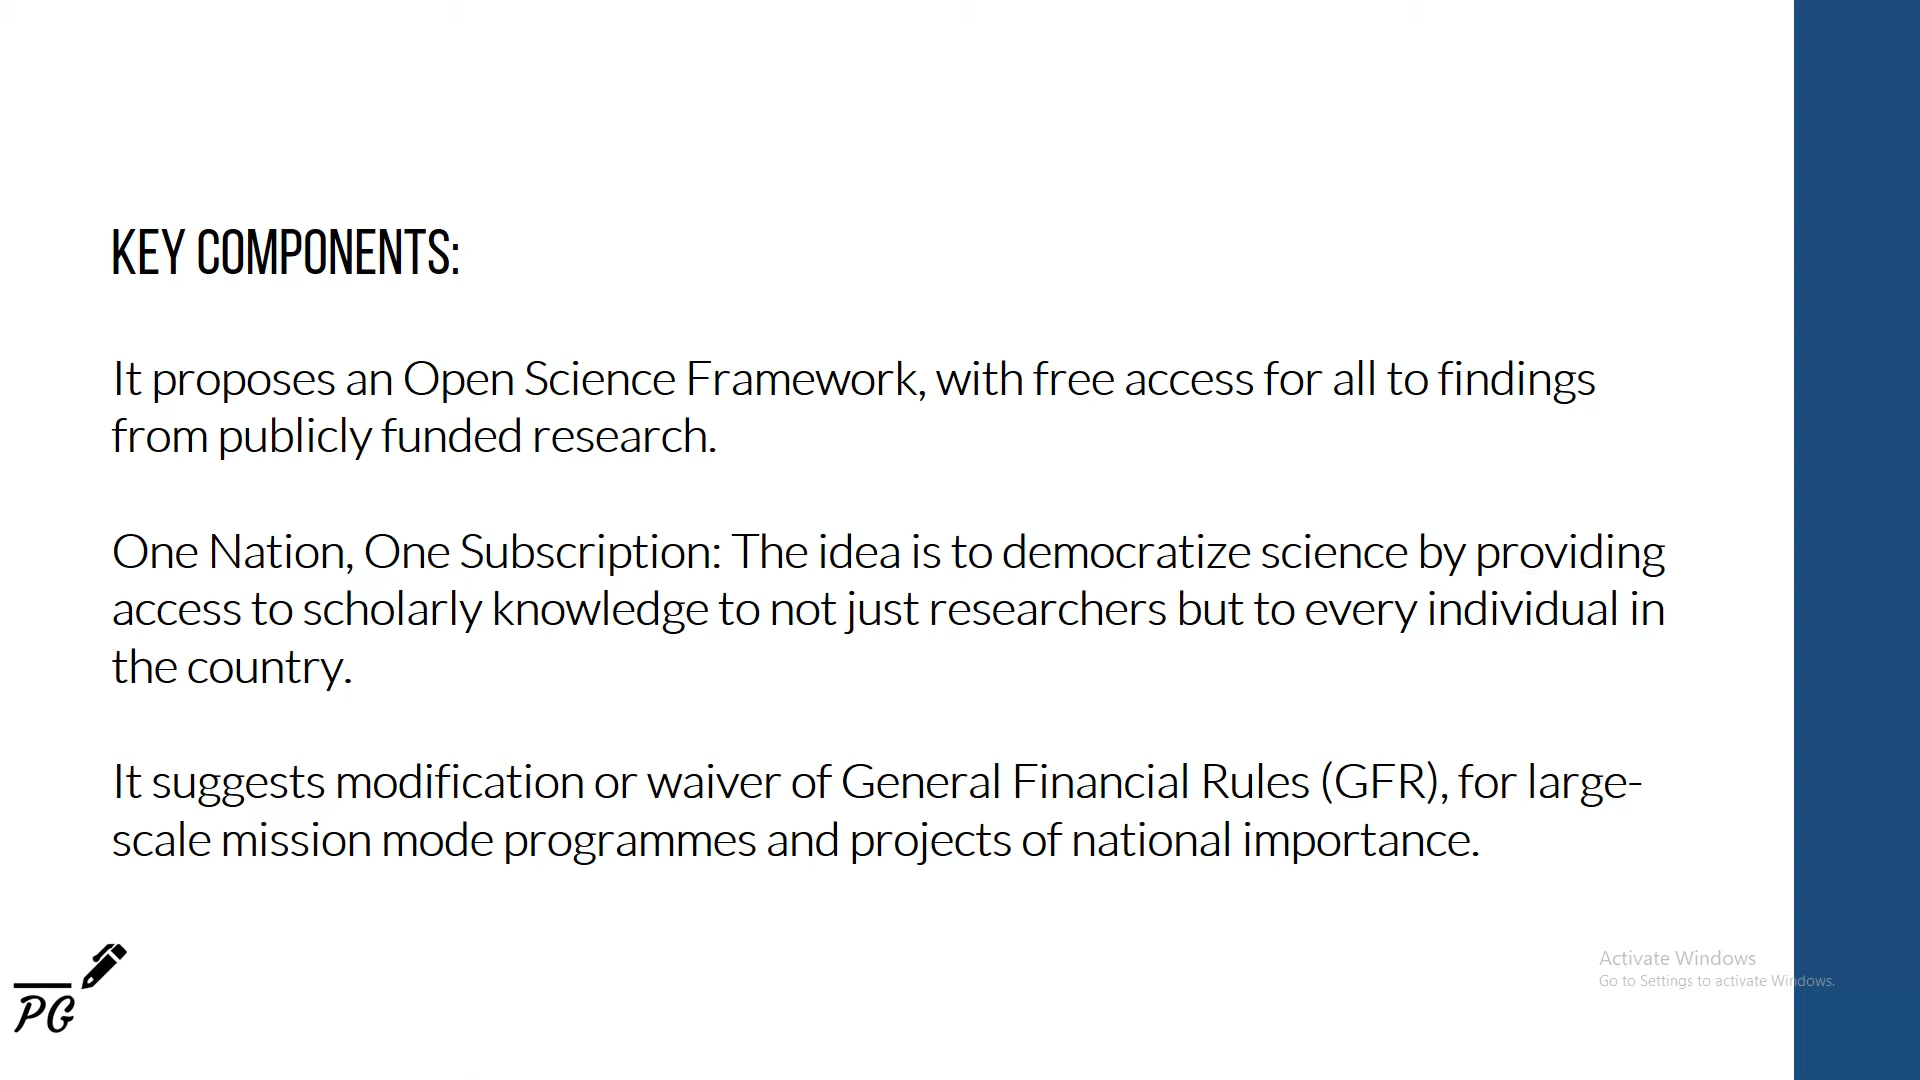 KEY COMPONENTS:
It proposes an Open Science Framework, with free access for all to findings
from publicly funded research.
One Nation, One Subscription: The idea is to democratize science by providing
access to scholarly knowledge to not just researchers but to every individual in
the country.
It suggests modification or waiver of General Financial Rules (GFR), for large-
scale mission mode programmes and projects of national importance.
PG
Activate Windows
Go to Settings to activate Windows.